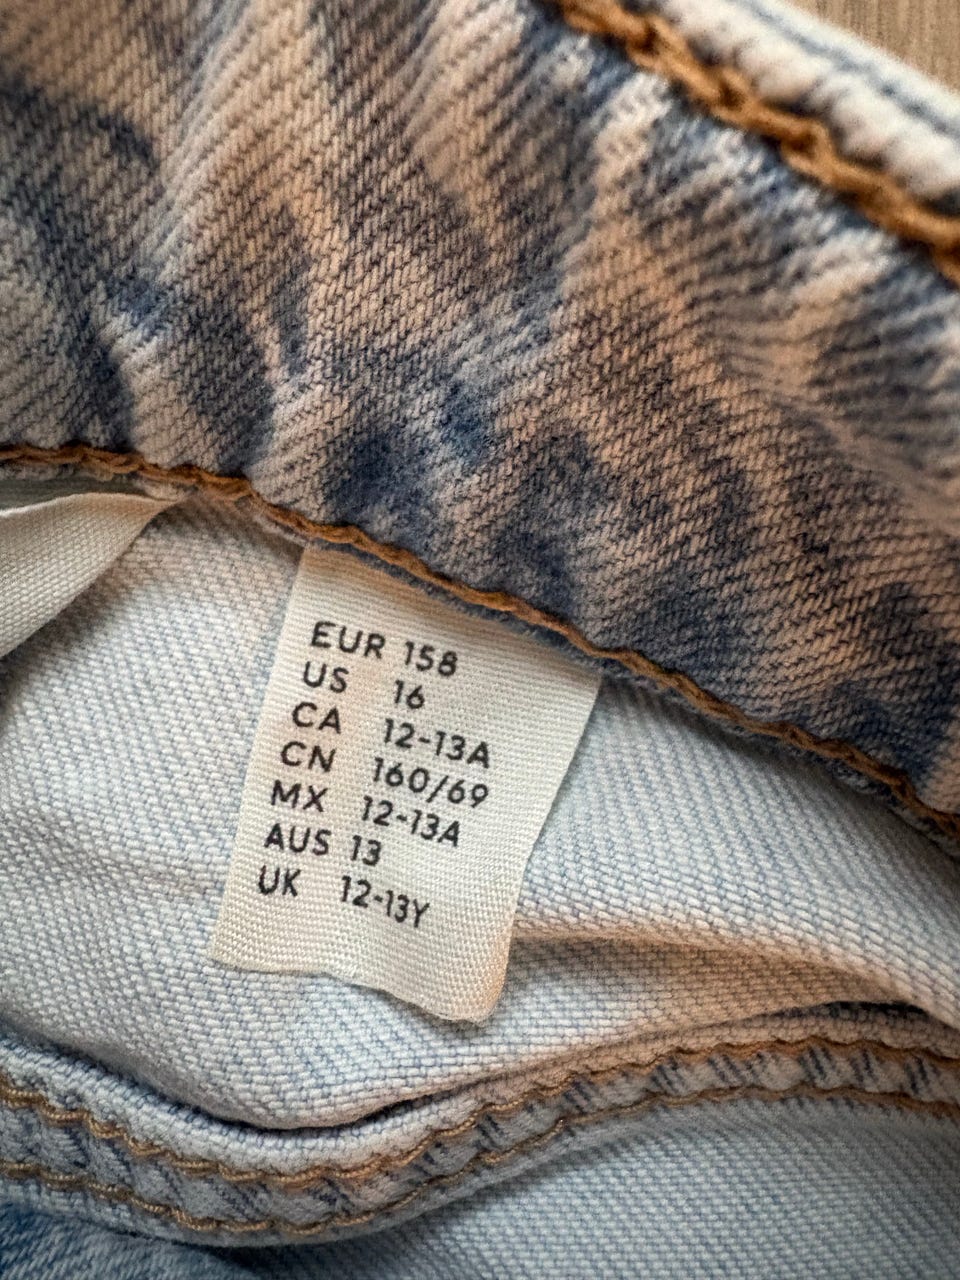 EUR 158
US 16
CA 12-13A
CN 160/69
MX 12-13A
AUS 13
UK 12-13Y